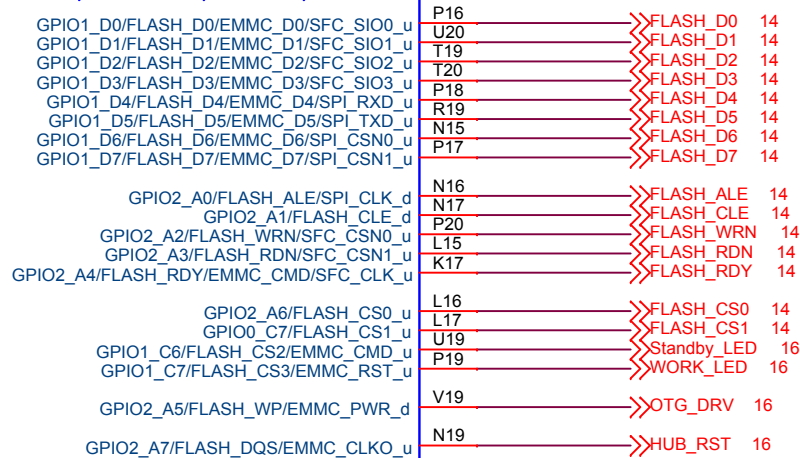 GPIO1_D0/FLASH_D0/EMMC_D0/SFC_SIO0_u P16 FLASH_D0 14
GPIO1_D1/FLASH_D1/EMMC_D1/SFC_SIO1_u U20 FLASH_D1 14
GPIO1_D2/FLASH_D2/EMMC_D2/SFC_SIO2_u T19 FLASH_D2 14
GPIO1_D3/FLASH_D3/EMMC_D3/SFC_SIO3_u T20 FLASH_D3 14
GPIO1_D4/FLASH_D4/EMMC_D4/SPI_RXD_u P18 FLASH_D4 14
GPIO1_D5/FLASH_D5/EMMC_D5/SPI_TXD_u R19 FLASH_D5 14
GPIO1_D6/FLASH_D6/EMMC_D6/SPI_CSN0_u N15 FLASH_D6 14
GPIO1_D7/FLASH_D7/EMMC_D7/SPI_CSN1_u P17 FLASH_D7 14
GPIO2_A0/FLASH_ALE/SPI_CLK_d N16 FLASH_ALE 14
GPIO2_A1/FLASH_CLE_d N17 FLASH_CLE 14
GPIO2_A2/FLASH_WRN/SFC_CSN0_u P20 FLASH_WRN 14
GPIO2_A3/FLASH_RDN/SFC_CSN1_u L15 FLASH_RDN 14
GPIO2_A4/FLASH_RDY/EMMC_CMD/SFC_CLK_u K17 FLASH_RDY 14
GPIO2_A6/FLASH_CS0_u L16 FLASH_CS0 14
GPIO0_C7/FLASH_CS1_u L17 FLASH_CS1 14
GPIO1_C6/FLASH_CS2/EMMC_CMD_u U19 Standby_LED 16
GPIO1_C7/FLASH_CS3/EMMC_RST_u P19 WORK_LED 16
GPIO2_A5/FLASH_WP/EMMC_PWR_d V19 OTG_DRV 16
GPIO2_A7/FLASH_DQS/EMMC_CLKO_u N19 HUB_RST 16